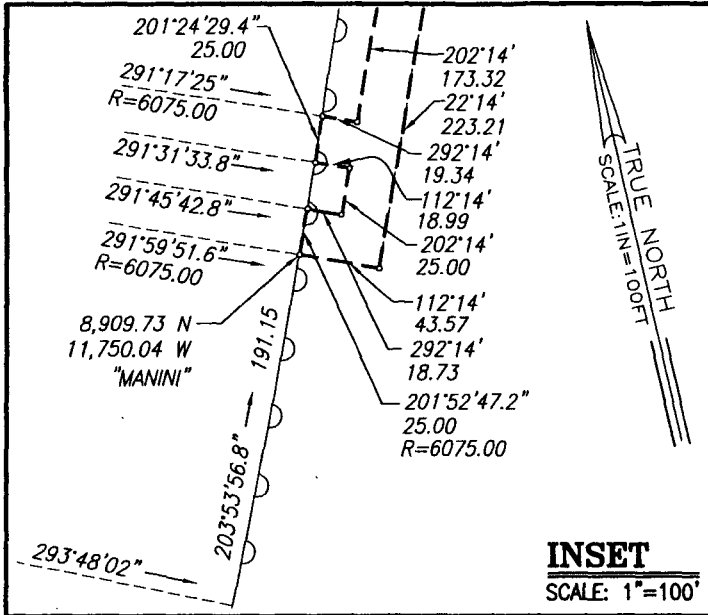 201°24'29.4"
25.00
291°17'25"
R=6075.00
291°31'33.8"
291°45'42.8"
291°59'51.6"
R=6075.00
8,909.73 N
11,750.04 W
"MANINI"
191.15
203°53'56.8"
293°48'02"
202°14'
173.32
22°14'
223.21
292°14'
19.34
112°14'
18.99
202°14'
25.00
112°14'
43.57
292°14'
18.73
201°52'47.2"
25.00
R=6075.00
TRUE NORTH
SCALE: 1IN=100FT
INSET
SCALE: 1"=100'